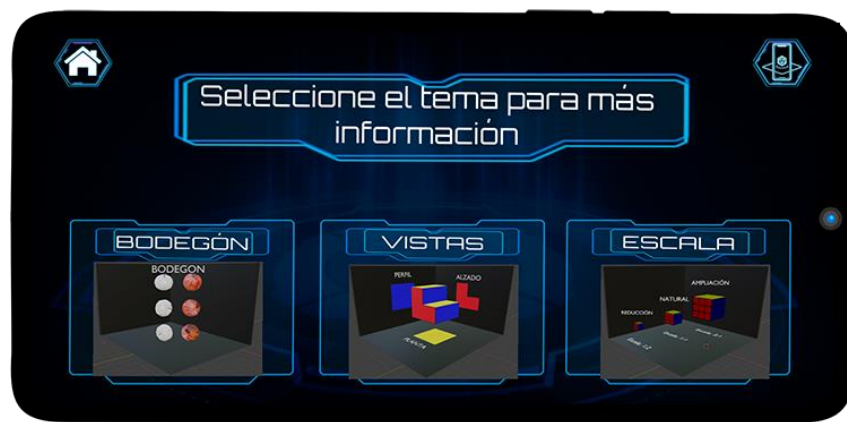 Seleccione el tema para más
información
BODEGÓN
BODEGON
VISTAS
PERFIL
ALZADO
PLANTA
ESCALA
AMPLIACIÓN
NATURAL
REDUCCIÓN